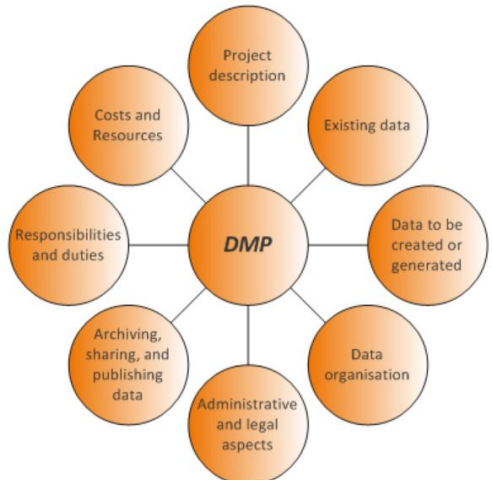 Project
description
Existing data
Data to be
created or
generated
Data
organisation
Administrative
and legal
aspects
Archiving,
sharing, and
publishing
data
Responsibilities
and duties
Costs and
Resources
DMP